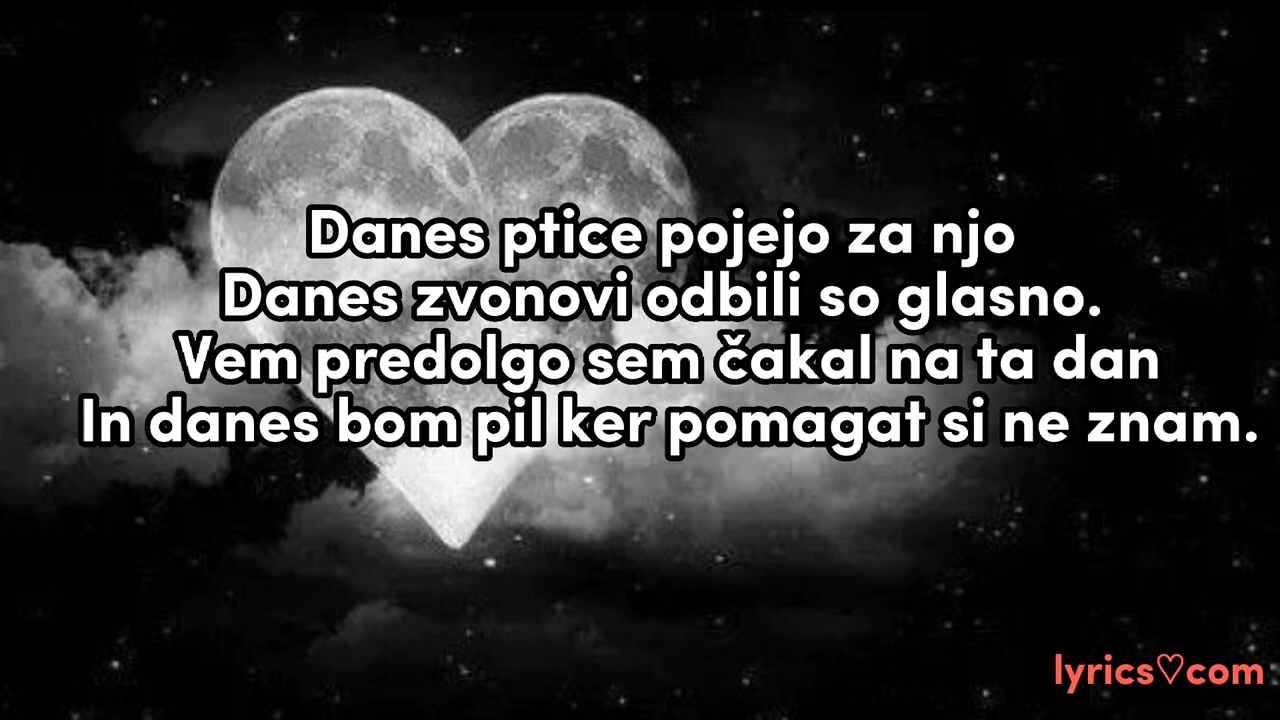 Danes ptice pojejo za njo
Danes zvonovi odbili so glasno.
Vem predolgo sem čakal na ta dan
In danes bom pil ker pomagat si ne znam.
lyrics♡com